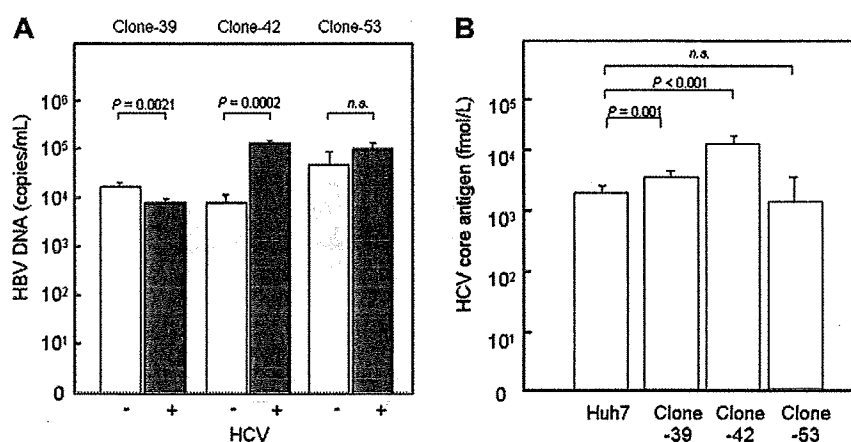 A
Clone-39 Clone-42 Clone-53
HBV DNA (copies/mL)
10⁶
10⁵
10⁴
10³
10²
10¹
0
P = 0.0021
P = 0.0002
n.s.
- + - + - +
HCV
B
HCV core antigen (fmol/L)
10⁵
10⁴
10³
10²
10¹
0
n.s.
P < 0.001
P = 0.001
Huh7 Clone Clone Clone
-39 -42 -53